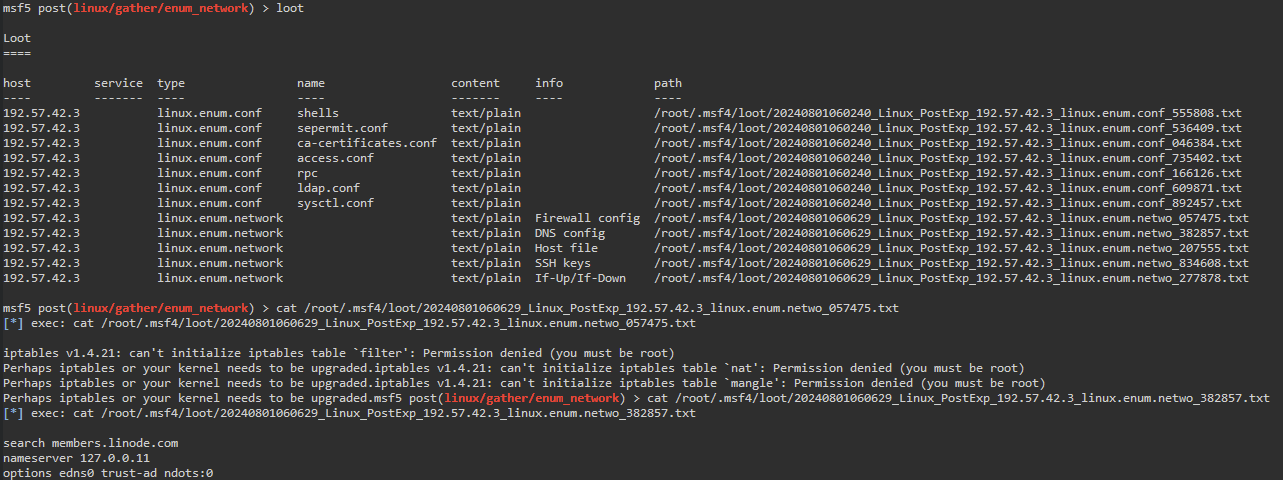 msf5 post(linux/gather/enum_network) > loot
Loot
====
host          service  type                name                  content     info             path
----          -------  ----                ----                  -------     ----             ----
192.57.42.3            linux.enum.conf     shells                text/plain                   /root/.msf4/loot/20240801060240_Linux_PostExp_192.57.42.3_linux.enum.conf_555808.txt
192.57.42.3            linux.enum.conf     sepermit.conf         text/plain                   /root/.msf4/loot/20240801060240_Linux_PostExp_192.57.42.3_linux.enum.conf_536409.txt
192.57.42.3            linux.enum.conf     ca-certificates.conf  text/plain                   /root/.msf4/loot/20240801060240_Linux_PostExp_192.57.42.3_linux.enum.conf_046384.txt
192.57.42.3            linux.enum.conf     access.conf           text/plain                   /root/.msf4/loot/20240801060240_Linux_PostExp_192.57.42.3_linux.enum.conf_735402.txt
192.57.42.3            linux.enum.conf     rpc                   text/plain                   /root/.msf4/loot/20240801060240_Linux_PostExp_192.57.42.3_linux.enum.conf_166126.txt
192.57.42.3            linux.enum.conf     ldap.conf             text/plain                   /root/.msf4/loot/20240801060240_Linux_PostExp_192.57.42.3_linux.enum.conf_609871.txt
192.57.42.3            linux.enum.conf     sysctl.conf           text/plain                   /root/.msf4/loot/20240801060240_Linux_PostExp_192.57.42.3_linux.enum.conf_892457.txt
192.57.42.3            linux.enum.network                        text/plain  Firewall config  /root/.msf4/loot/20240801060629_Linux_PostExp_192.57.42.3_linux.enum.netwo_057475.txt
192.57.42.3            linux.enum.network                        text/plain  DNS config       /root/.msf4/loot/20240801060629_Linux_PostExp_192.57.42.3_linux.enum.netwo_382857.txt
192.57.42.3            linux.enum.network                        text/plain  Host file        /root/.msf4/loot/20240801060629_Linux_PostExp_192.57.42.3_linux.enum.netwo_207555.txt
192.57.42.3            linux.enum.network                        text/plain  SSH keys         /root/.msf4/loot/20240801060629_Linux_PostExp_192.57.42.3_linux.enum.netwo_834608.txt
192.57.42.3            linux.enum.network                        text/plain  If-Up/If-Down    /root/.msf4/loot/20240801060629_Linux_PostExp_192.57.42.3_linux.enum.netwo_277878.txt
msf5 post(linux/gather/enum_network) > cat /root/.msf4/loot/20240801060629_Linux_PostExp_192.57.42.3_linux.enum.netwo_057475.txt
[*] exec: cat /root/.msf4/loot/20240801060629_Linux_PostExp_192.57.42.3_linux.enum.netwo_057475.txt
iptables v1.4.21: can't initialize iptables table `filter': Permission denied (you must be root)
Perhaps iptables or your kernel needs to be upgraded.iptables v1.4.21: can't initialize iptables table `nat': Permission denied (you must be root)
Perhaps iptables or your kernel needs to be upgraded.iptables v1.4.21: can't initialize iptables table `mangle': Permission denied (you must be root)
Perhaps iptables or your kernel needs to be upgraded.msf5 post(linux/gather/enum_network) > cat /root/.msf4/loot/20240801060629_Linux_PostExp_192.57.42.3_linux.enum.netwo_382857.txt
[*] exec: cat /root/.msf4/loot/20240801060629_Linux_PostExp_192.57.42.3_linux.enum.netwo_382857.txt
search members.linode.com
nameserver 127.0.0.11
options edns0 trust-ad ndots:0